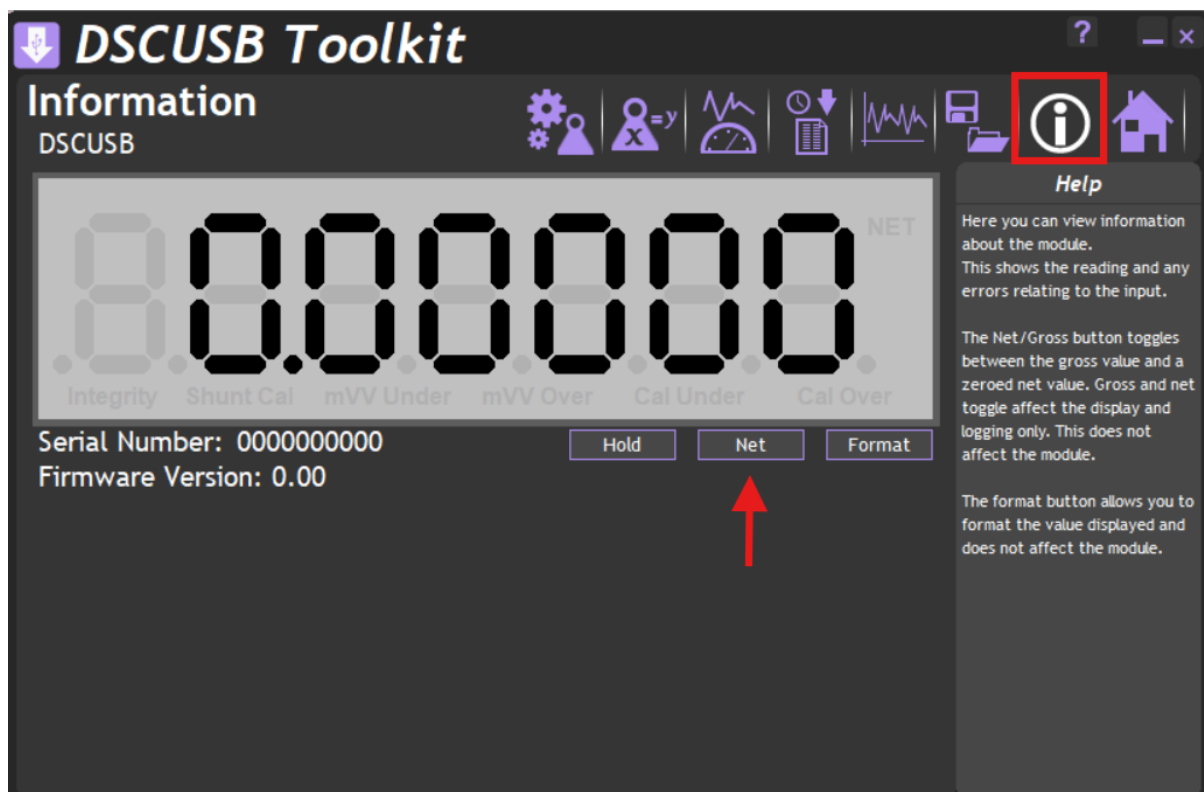 DSCUSB Toolkit
?
Information
DSCUSB
x
=y
Help
Here you can view information
about the module.
This shows the reading and any
errors relating to the input.
The Net/Gross button toggles
between the gross value and a
zeroed net value. Gross and net
toggle affect the display and
logging only. This does not
affect the module.
The format button allows you to
format the value displayed and
does not affect the module.
NET
0.00000
Integrity Shunt Cal mV/V Under mV/V Over Cal Under Cal Over
Serial Number: 0000000000
Hold Net Format
Firmware Version: 0.00